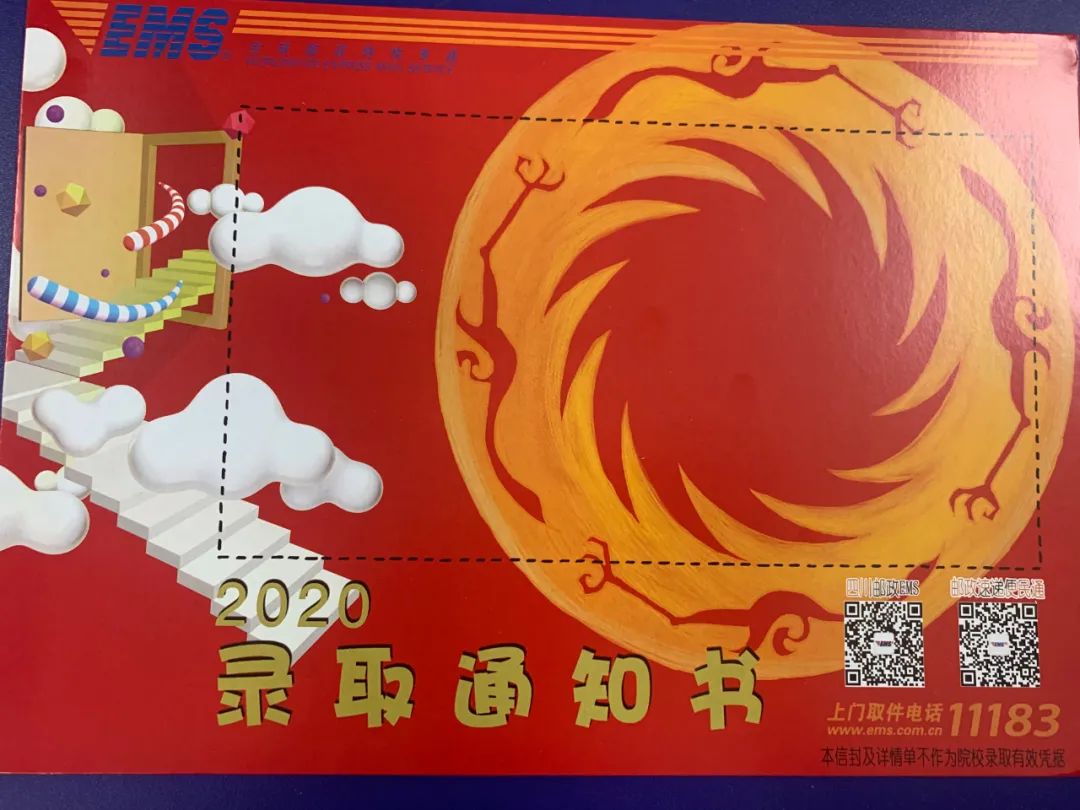 EMS
2020
录取通知书
四川邮政EMS
邮政速递便民通
上门取件电话 11183
www.ems.com.cn
本信封及详情单不作为院校录取有效凭据